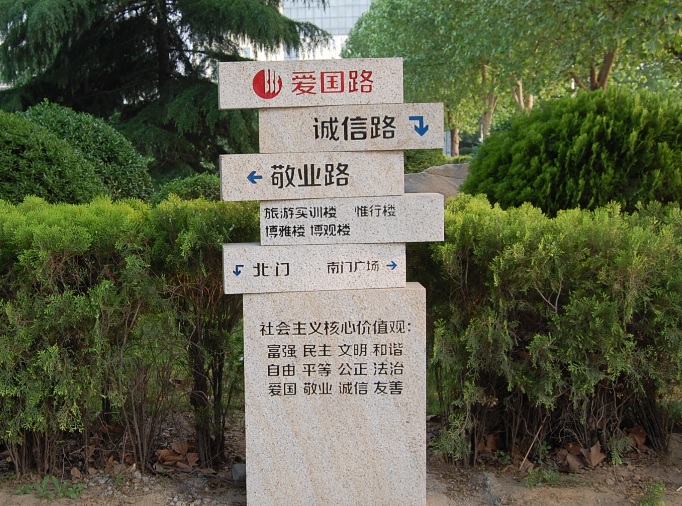 爱国路
诚信路
敬业路
旅游实训楼 惟行楼
博雅楼 博观楼
北门 南门广场
社会主义核心价值观:
富强 民主 文明 和谐
自由 平等 公正 法治
爱国 敬业 诚信 友善